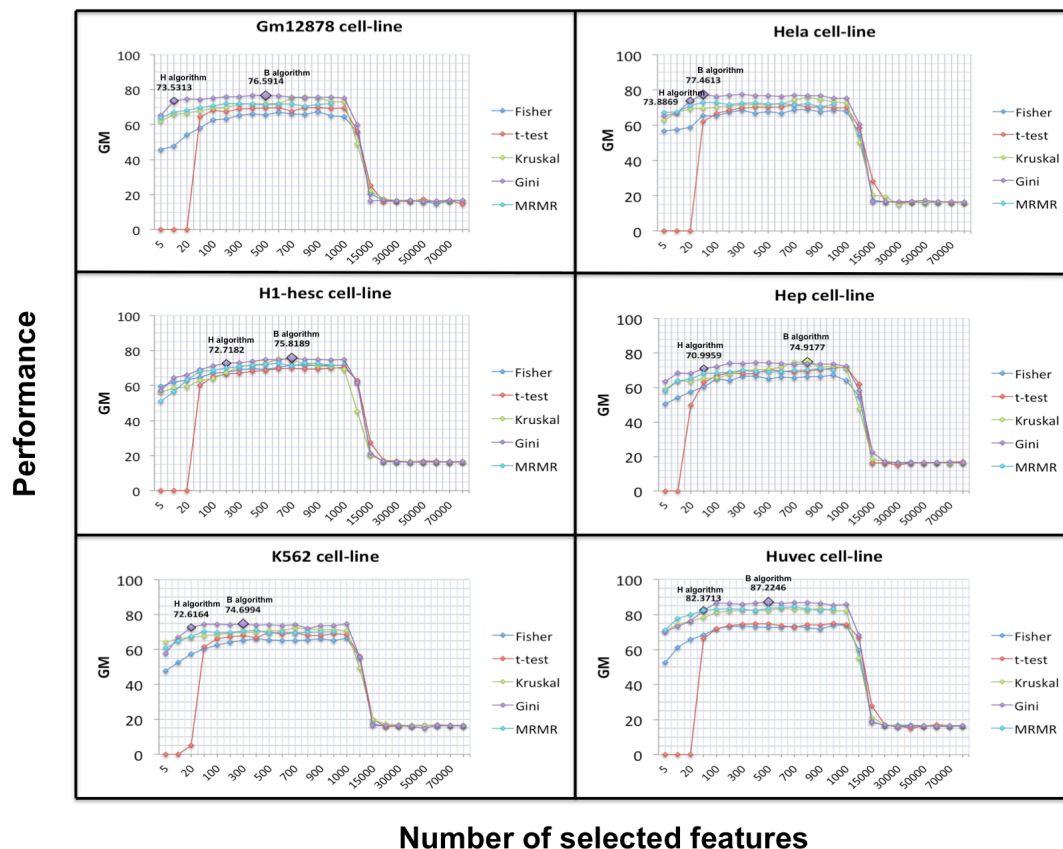 Performance
Gm12878 cell-line
GM
100
80
60
40
20
0
H algorithm
73.5313
B algorithm
76.5914
5
20
100
300
500
700
900
1000
15000
30000
50000
70000
Fisher
t-test
Kruskal
Gini
MRMR
Hela cell-line
GM
100
80
60
40
20
0
H algorithm
73.8869
B algorithm
77.4613
5
20
100
300
500
700
900
1000
15000
30000
50000
70000
Fisher
t-test
Kruskal
Gini
MRMR
H1-hesc cell-line
GM
100
80
60
40
20
0
H algorithm
72.7182
B algorithm
75.8189
5
20
100
300
500
700
900
1000
15000
30000
50000
70000
Fisher
t-test
Kruskal
Gini
MRMR
Hep cell-line
GM
100
80
60
40
20
0
H algorithm
70.9959
B algorithm
74.9177
5
20
100
300
500
700
900
1000
15000
30000
50000
70000
Fisher
t-test
Kruskal
Gini
MRMR
K562 cell-line
GM
100
80
60
40
20
0
H algorithm
72.6164
B algorithm
74.6994
5
20
100
300
500
700
900
1000
15000
30000
50000
70000
Fisher
t-test
Kruskal
Gini
MRMR
Huvec cell-line
GM
100
80
60
40
20
0
H algorithm
82.3713
B algorithm
87.2246
5
20
100
300
500
700
900
1000
15000
30000
50000
70000
Fisher
t-test
Kruskal
Gini
MRMR
Number of selected features